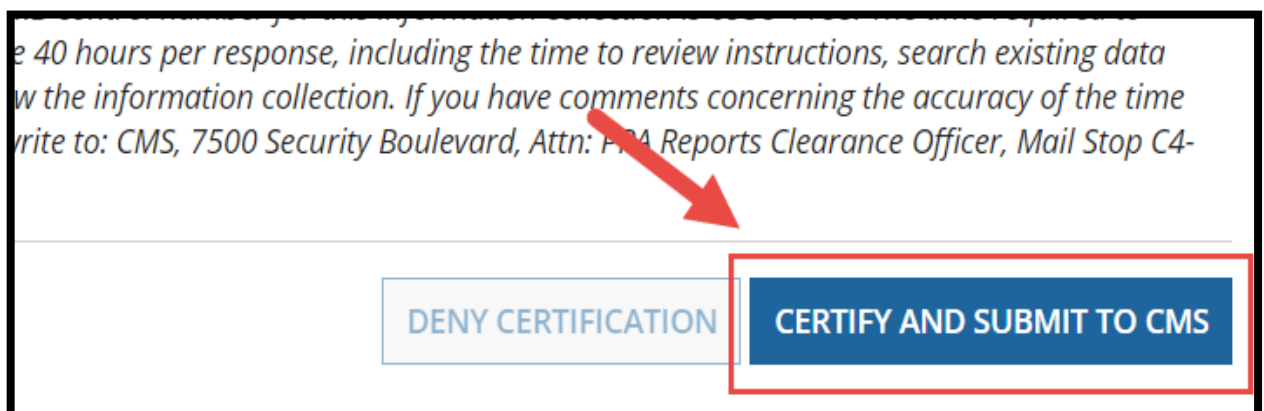 e 40 hours per response, including the time to review instructions, search existing data
w the information collection. If you have comments concerning the accuracy of the time
write to: CMS, 7500 Security Boulevard, Attn: PRA Reports Clearance Officer, Mail Stop C4-
DENY CERTIFICATION
CERTIFY AND SUBMIT TO CMS